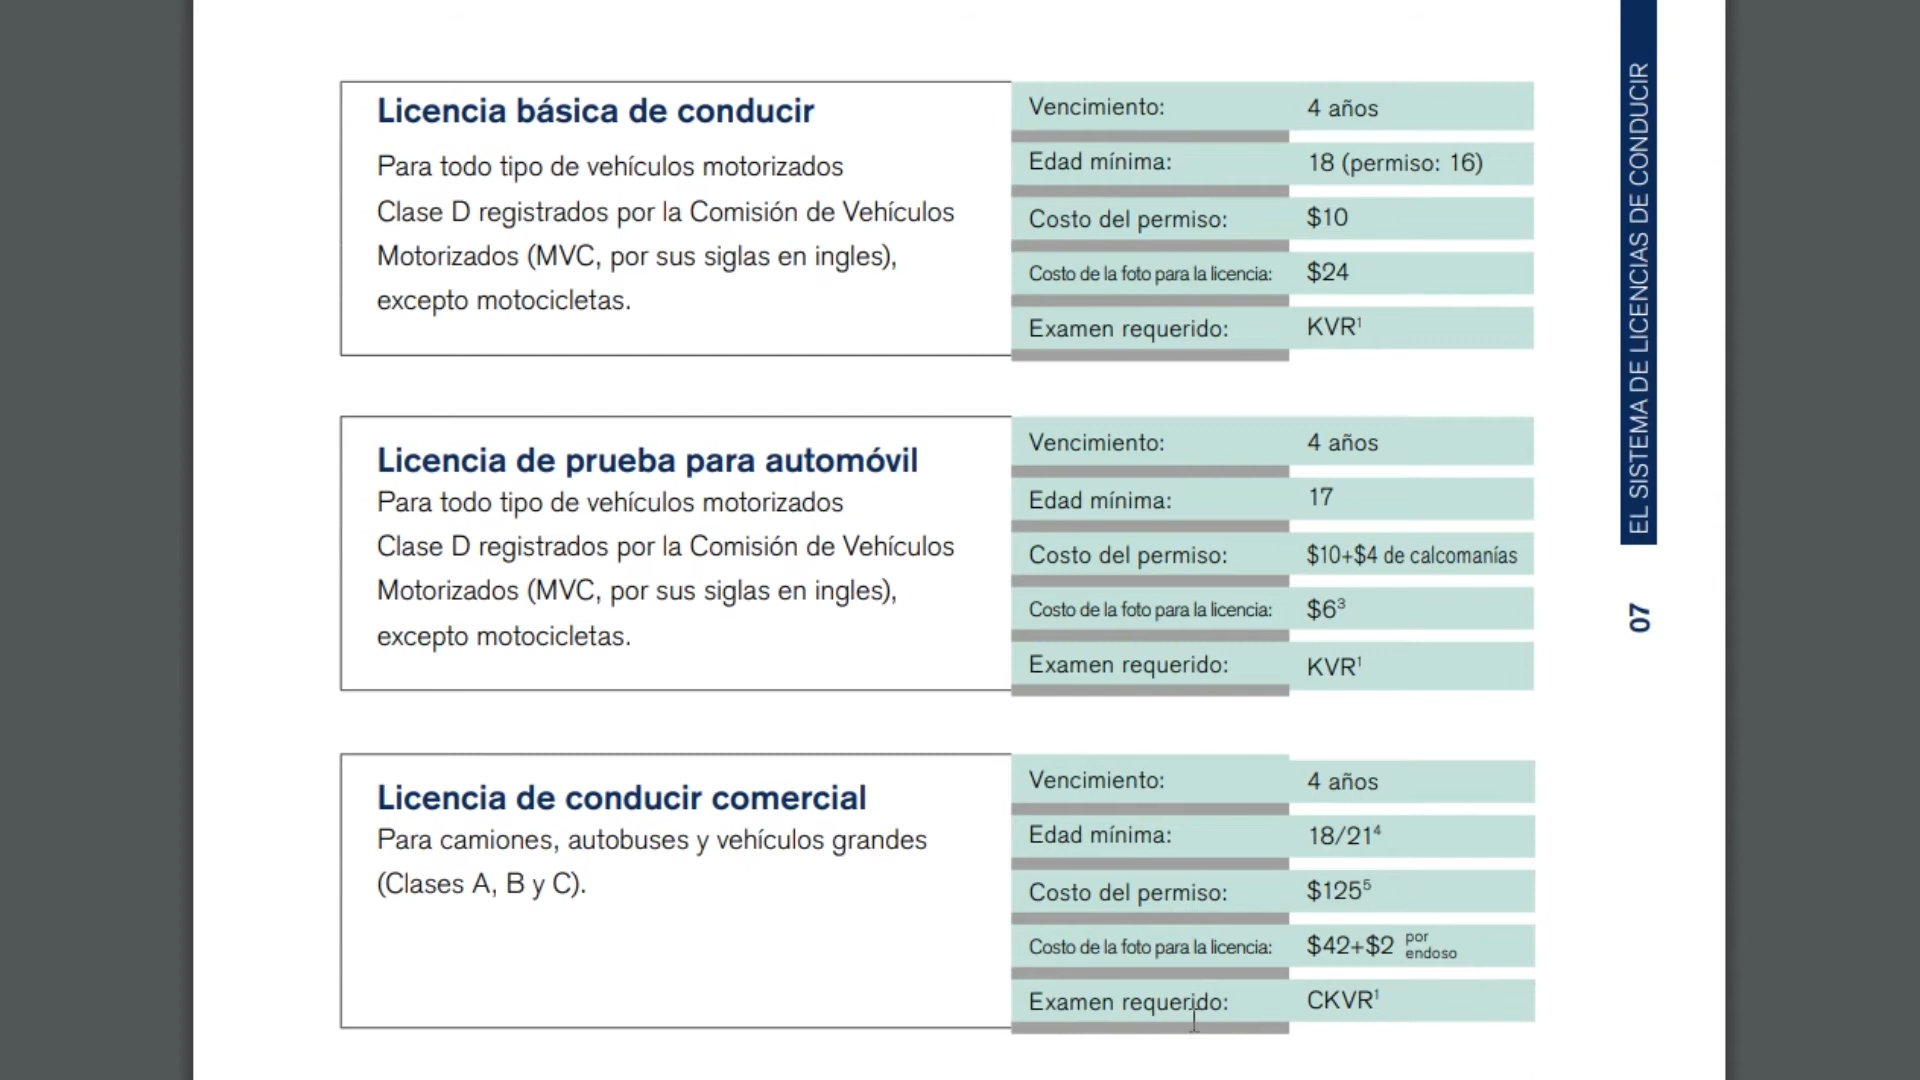 Licencia básica de conducir
Para todo tipo de vehículos motorizados
Clase D registrados por la Comisión de Vehículos
Motorizados (MVC, por sus siglas en ingles),
excepto motocicletas.
Vencimiento: 4 años
Edad mínima: 18 (permiso: 16)
Costo del permiso: $10
Costo de la foto para la licencia: $24
Examen requerido: KVR¹
Licencia de prueba para automóvil
Para todo tipo de vehículos motorizados
Clase D registrados por la Comisión de Vehículos
Motorizados (MVC, por sus siglas en ingles),
excepto motocicletas.
Vencimiento: 4 años
Edad mínima: 17
Costo del permiso: $10+$4 de calcomanías
Costo de la foto para la licencia: $6³
Examen requerido: KVR¹
Licencia de conducir comercial
Para camiones, autobuses y vehículos grandes
(Clases A, B y C).
Vencimiento: 4 años
Edad mínima: 18/21⁴
Costo del permiso: $125⁵
Costo de la foto para la licencia: $42+$2 por endoso
Examen requerido: CKVR¹
EL SISTEMA DE LICENCIAS DE CONDUCIR
07